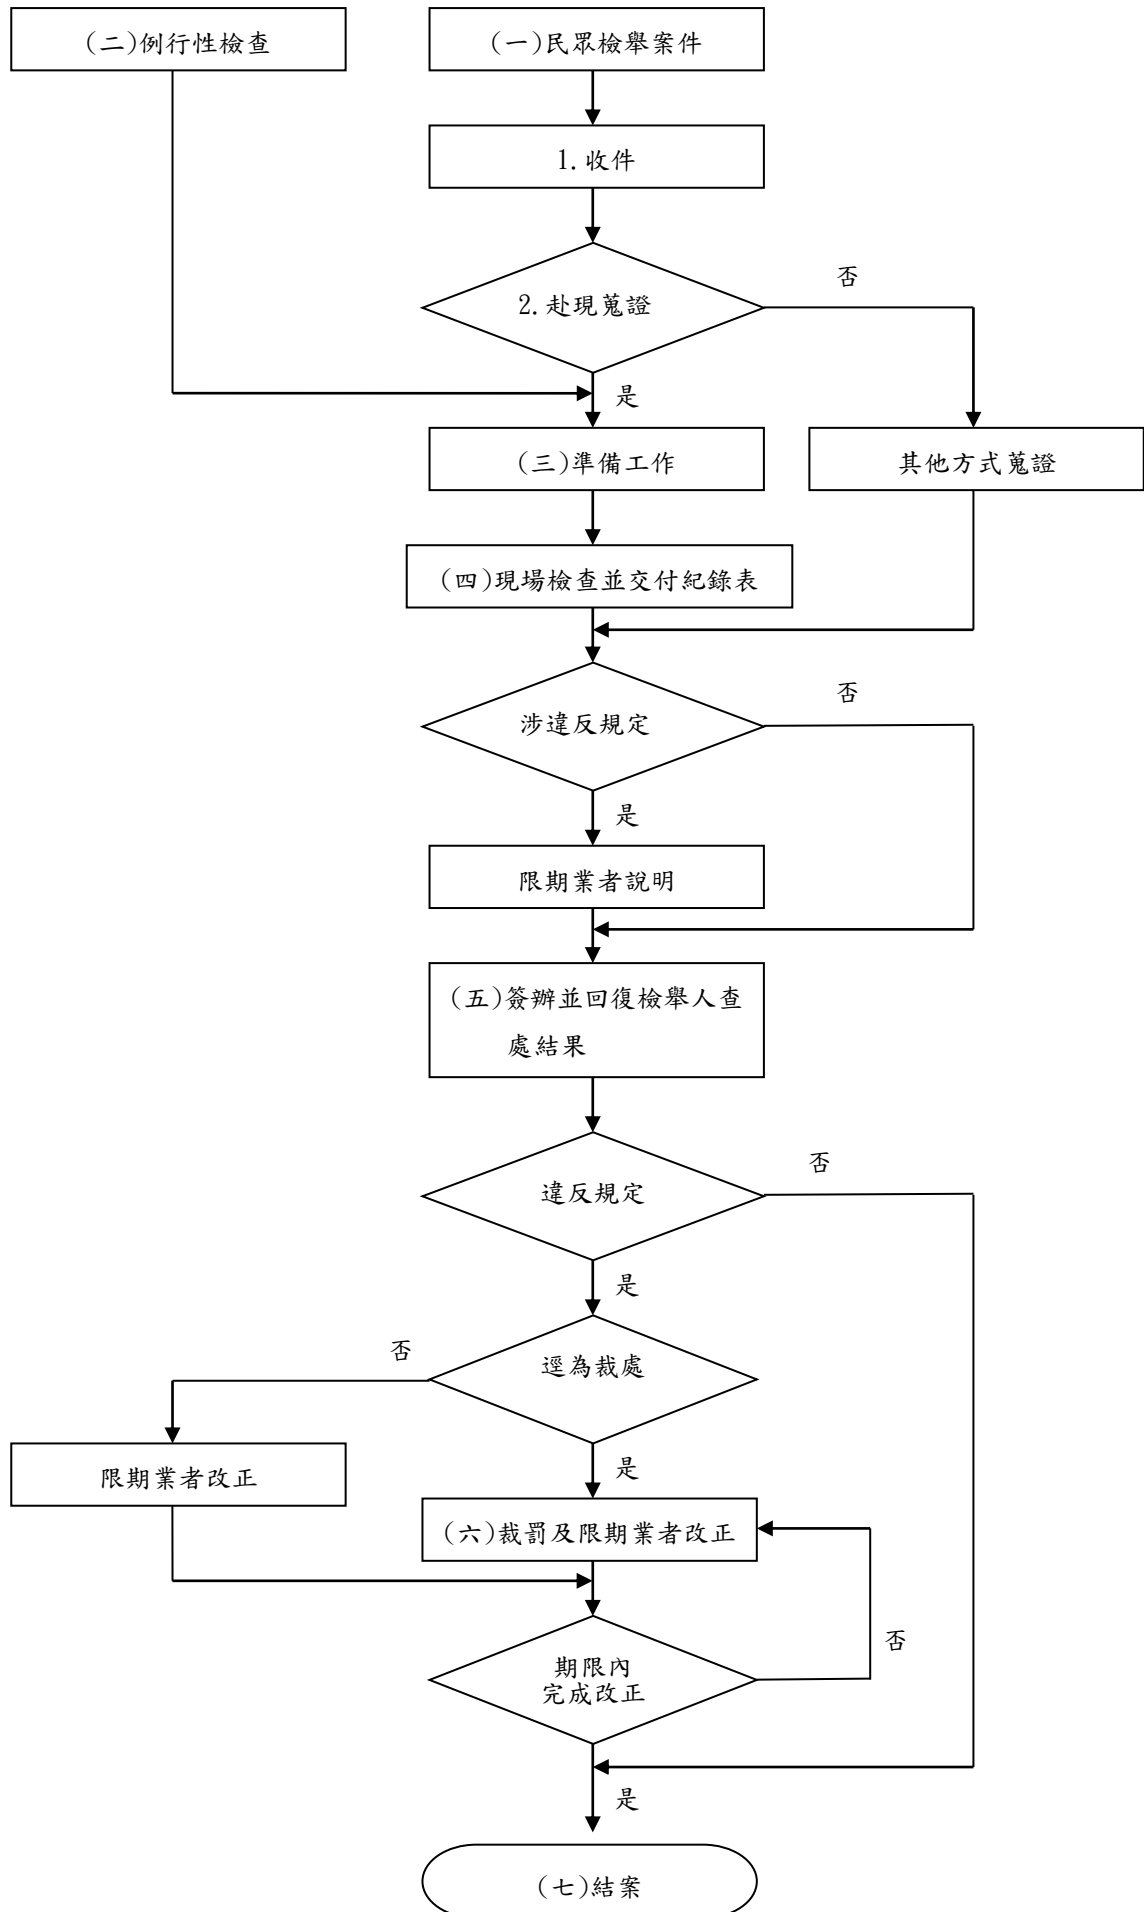 (二)例行性檢查
(一)民眾檢舉案件
1.收件
2.赴現蒐證
否
是
(三)準備工作
其他方式蒐證
(四)現場檢查並交付紀錄表
涉違反規定
否
是
限期業者說明
(五)簽辦並回復檢舉人查
處結果
違反規定
否
是
逕為裁處
否
是
限期業者改正
(六)裁罰及限期業者改正
期限內
完成改正
否
是
(七)結案